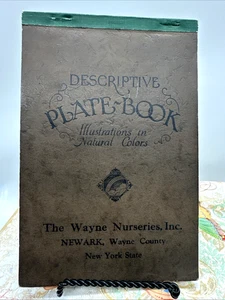 DESCRIPTIVE
PLATE-BOOK
Illustrations in
Natural Colors
The Wayne Nurseries, Inc.
NEWARK, Wayne County
New York State